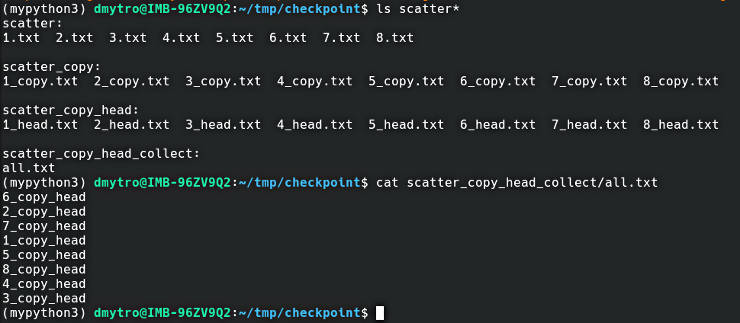 (mypython3) dmytro@IMB-96ZV9Q2:~/tmp/checkpoint$ ls scatter*
scatter:
1.txt  2.txt  3.txt  4.txt  5.txt  6.txt  7.txt  8.txt

scatter_copy:
1_copy.txt  2_copy.txt  3_copy.txt  4_copy.txt  5_copy.txt  6_copy.txt  7_copy.txt  8_copy.txt

scatter_copy_head:
1_head.txt  2_head.txt  3_head.txt  4_head.txt  5_head.txt  6_head.txt  7_head.txt  8_head.txt

scatter_copy_head_collect:
all.txt
(mypython3) dmytro@IMB-96ZV9Q2:~/tmp/checkpoint$ cat scatter_copy_head_collect/all.txt
6_copy_head
2_copy_head
7_copy_head
1_copy_head
5_copy_head
8_copy_head
4_copy_head
3_copy_head
(mypython3) dmytro@IMB-96ZV9Q2:~/tmp/checkpoint$